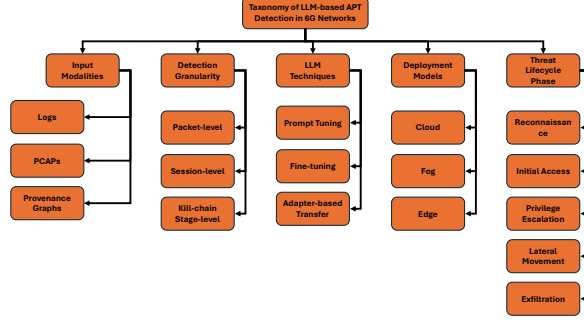 Taxonomy of LLM-based APT
Detection in 6G Networks
Input
Modalities
Logs
PCAPs
Provenance
Graphs
Detection
Granularity
Packet-level
Session-level
Kill-chain
Stage-level
LLM
Techniques
Prompt Tuning
Fine-tuning
Adapter-based
Transfer
Deployment
Models
Cloud
Fog
Edge
Threat
Lifecycle
Phase
Reconnaissan
ce
Initial Access
Privilege
Escalation
Lateral
Movement
Exfiltration